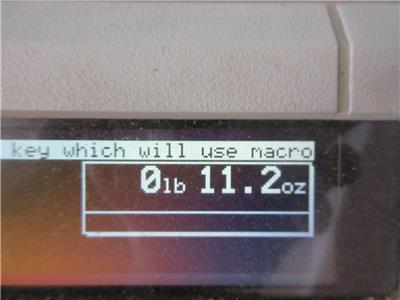 key which will use macro
0lb 11.2oz